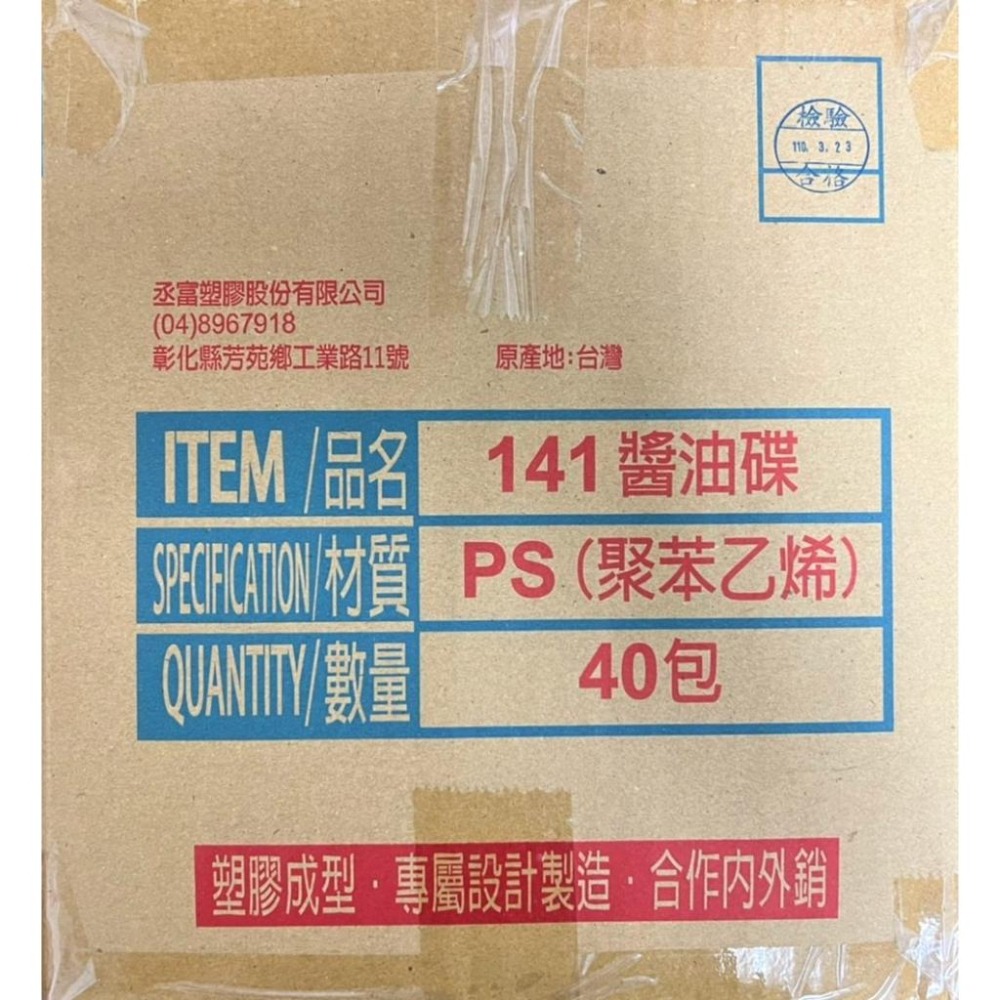 檢驗
110. 3. 23
合格
丞富塑膠股份有限公司
(04)8967918
彰化縣芳苑鄉工業路11號
原產地:台灣
ITEM/品名
141醬油碟
SPECIFICATION/材質
PS(聚苯乙烯)
QUANTITY/數量
40包
塑膠成型·專屬設計製造·合作內外銷